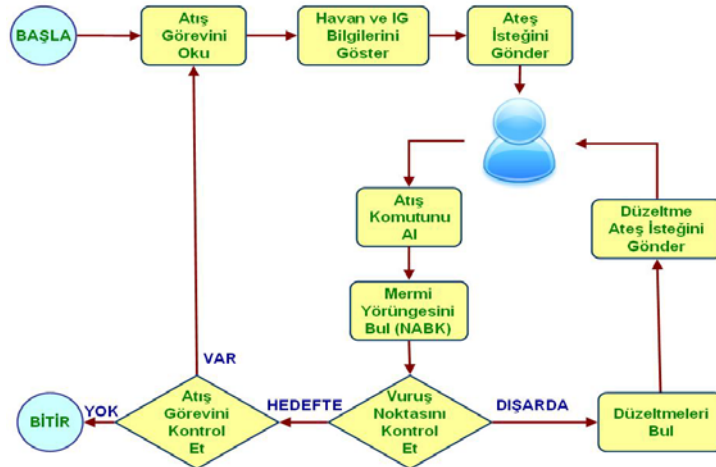 BAŞLA
Atış
Görevini
Oku
Havan ve IG
Bilgilerini
Göster
Ateş
İsteğini
Gönder
Atış
Komutunu
Al
Düzeltme
Ateş İsteğini
Gönder
Mermi
Yörüngesini
Bul (NABK)
VAR
BİTİR
YOK
Atış
Görevini
Kontrol
Et
HEDEFTE
Vuruş
Noktasını
Kontrol
Et
DIŞARDA
Düzeltmeleri
Bul